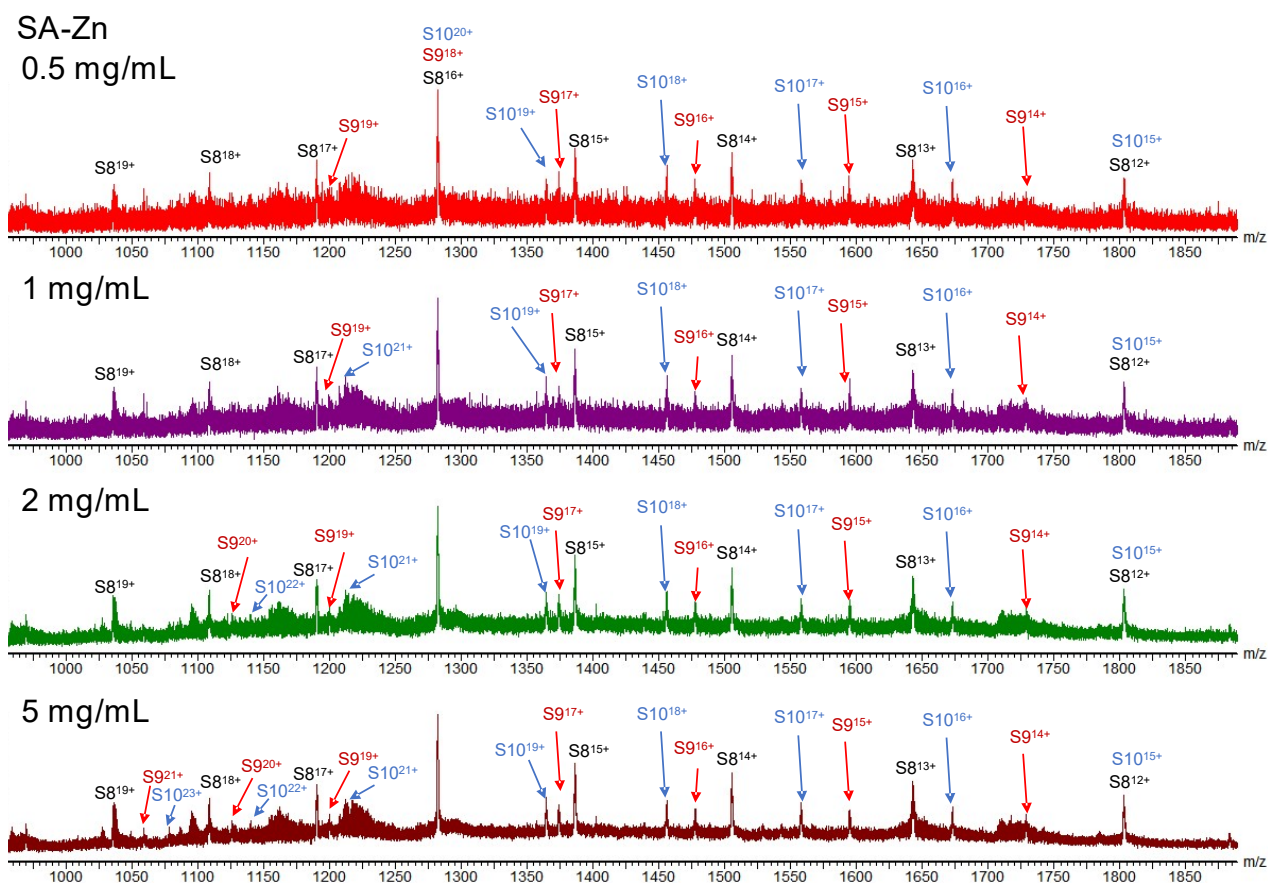 SA-Zn
0.5 mg/mL
S10²⁰⁺
S9¹⁸⁺
S8¹⁶⁺
S8¹⁹⁺
S8¹⁸⁺
S8¹⁷⁺
S9¹⁹⁺
S10¹⁹⁺
S9¹⁷⁺
S8¹⁵⁺
S10¹⁸⁺
S9¹⁶⁺
S8¹⁴⁺
S10¹⁷⁺
S9¹⁵⁺
S8¹³⁺
S10¹⁶⁺
S9¹⁴⁺
S10¹⁵⁺
S8¹²⁺
1000 1050 1100 1150 1200 1250 1300 1350 1400 1450 1500 1550 1600 1650 1700 1750 1800 1850 m/z
1 mg/mL
S8¹⁹⁺
S8¹⁸⁺
S8¹⁷⁺
S9¹⁹⁺
S10²¹⁺
S10¹⁹⁺
S9¹⁷⁺
S8¹⁵⁺
S10¹⁸⁺
S9¹⁶⁺
S8¹⁴⁺
S10¹⁷⁺
S9¹⁵⁺
S8¹³⁺
S10¹⁶⁺
S9¹⁴⁺
S10¹⁵⁺
S8¹²⁺
1000 1050 1100 1150 1200 1250 1300 1350 1400 1450 1500 1550 1600 1650 1700 1750 1800 1850 m/z
2 mg/mL
S8¹⁹⁺
S8¹⁸⁺
S9²⁰⁺
S10²²⁺
S8¹⁷⁺
S9¹⁹⁺
S10²¹⁺
S10¹⁹⁺
S9¹⁷⁺
S8¹⁵⁺
S10¹⁸⁺
S9¹⁶⁺
S8¹⁴⁺
S10¹⁷⁺
S9¹⁵⁺
S8¹³⁺
S10¹⁶⁺
S9¹⁴⁺
S10¹⁵⁺
S8¹²⁺
1000 1050 1100 1150 1200 1250 1300 1350 1400 1450 1500 1550 1600 1650 1700 1750 1800 1850 m/z
5 mg/mL
S8¹⁹⁺
S9²¹⁺
S10²³⁺
S8¹⁸⁺
S9²⁰⁺
S10²²⁺
S8¹⁷⁺
S9¹⁹⁺
S10²¹⁺
S10¹⁹⁺
S9¹⁷⁺
S8¹⁵⁺
S10¹⁸⁺
S9¹⁶⁺
S8¹⁴⁺
S10¹⁷⁺
S9¹⁵⁺
S8¹³⁺
S10¹⁶⁺
S9¹⁴⁺
S10¹⁵⁺
S8¹²⁺
1000 1050 1100 1150 1200 1250 1300 1350 1400 1450 1500 1550 1600 1650 1700 1750 1800 1850 m/z